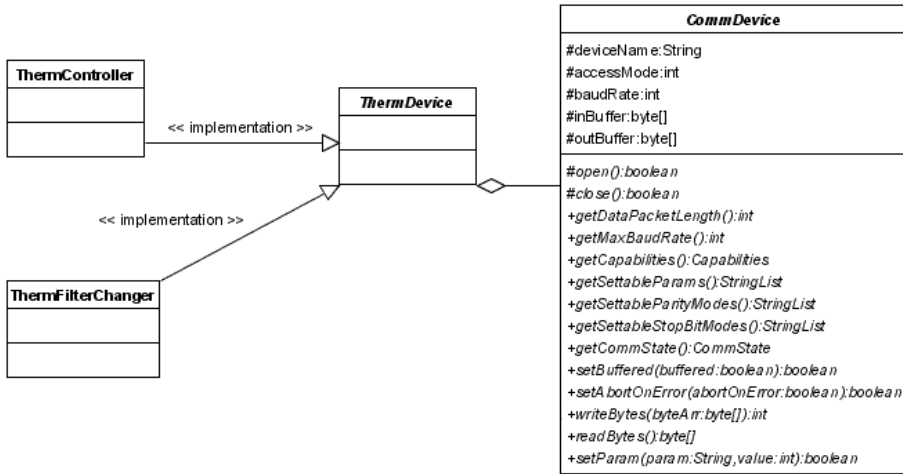 CommDevice
#deviceName:String
#accessMode:int
#baudRate:int
#inBuffer:byte[]
#outBuffer:byte[]
#open():boolean
#close():boolean
+getDataPacketLength():int
+getMaxBaudRate():int
+getCapabilities():Capabilities
+getSettableParams():StringList
+getSettableParityModes():StringList
+getSettableStopBitModes():StringList
+getCommState():CommState
+setBuffered(buffered:boolean):boolean
+setAbortOnError(abortOnError:boolean):boolean
+writeBytes(byteArr:byte[]):int
+readBytes():byte[]
+setParam(param:String,value:int):boolean
ThermController
<< implementation >>
ThermDevice
<< implementation >>
ThermFilterChanger